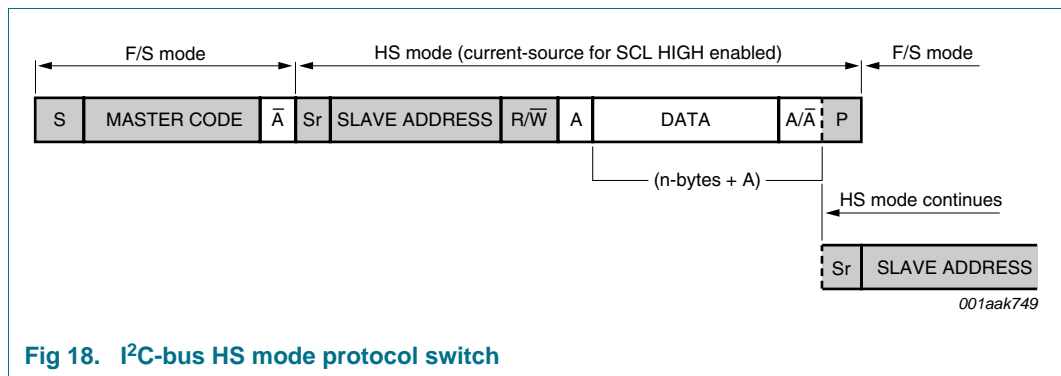 F/S mode
HS mode (current-source for SCL HIGH enabled)
F/S mode
S MASTER CODE A̅ Sr SLAVE ADDRESS R/W̅ A DATA A/A̅ P
(n-bytes + A)
HS mode continues
Sr SLAVE ADDRESS
001aak749
Fig 18. I²C-bus HS mode protocol switch